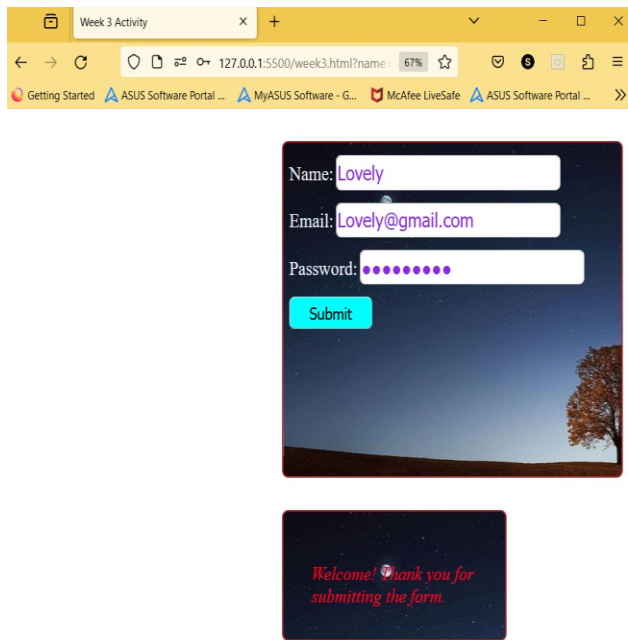 Week 3 Activity
127.0.0.1:5500/week3.html?name= 67%
Getting Started ASUS Software Portal ... MyASUS Software - G... McAfee LiveSafe ASUS Software Portal ...
Name: Lovely
Email: Lovely@gmail.com
Password: ●●●●●●●●●
Submit
Welcome! Thank you for
submitting the form.